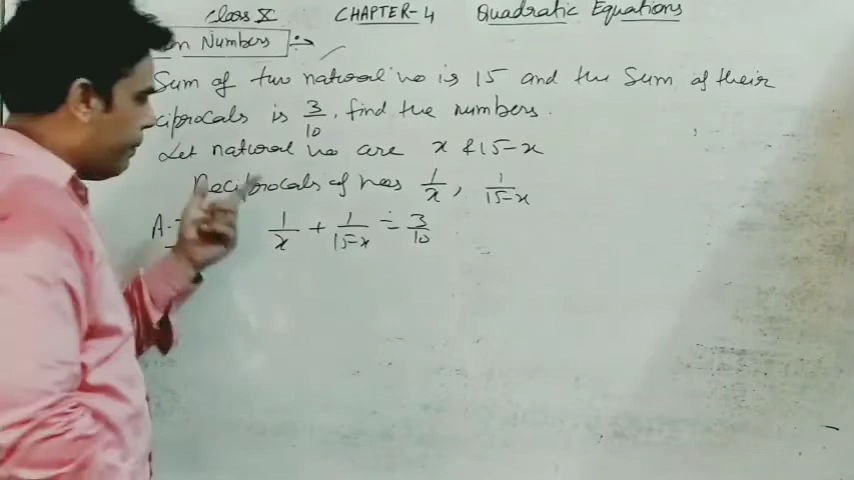 Class X CHAPTER-4 Quadratic Equations
on Numbers
Sum of two natural no is 15 and the Sum of their
ciprocals is 3/10, find the numbers.
Let natural no are x & 15-x
Reciprocals of nos 1/x, 1/15-x
A.T 1/x + 1/15-x = 3/10